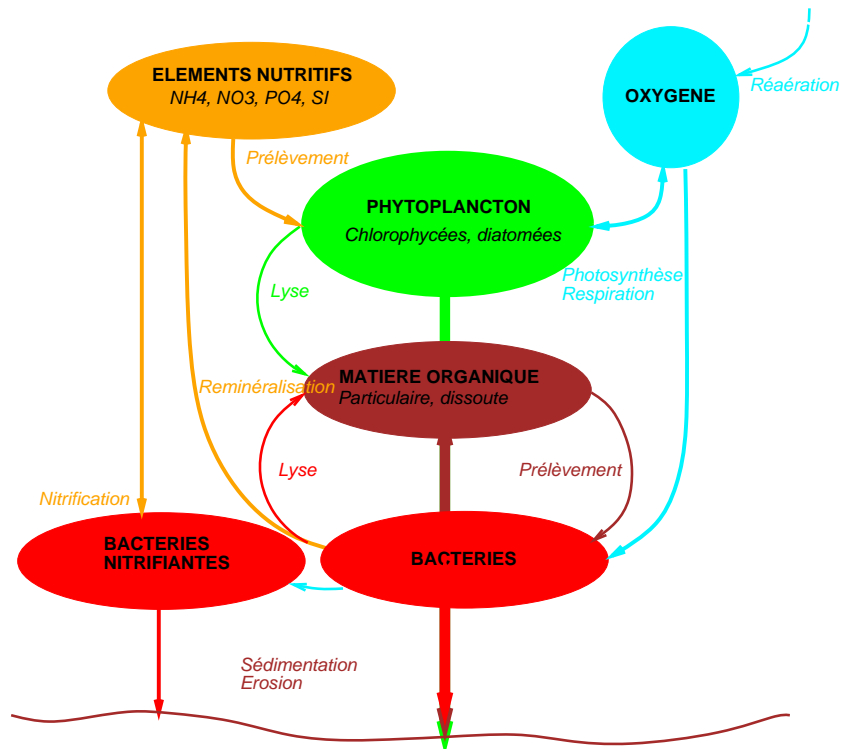 ELEMENTS NUTRITIFS
NH4, NO3, PO4, SI
OXYGENE
Réaération
Prélèvement
PHYTOPLANCTON
Chlorophycées, diatomées
Photosynthèse
Respiration
Lyse
MATIERE ORGANIQUE
Particulaire, dissoute
Reminéralisation
Lyse
Prélèvement
Nitrification
BACTERIES
NITRIFIANTES
BACTERIES
Sédimentation
Erosion